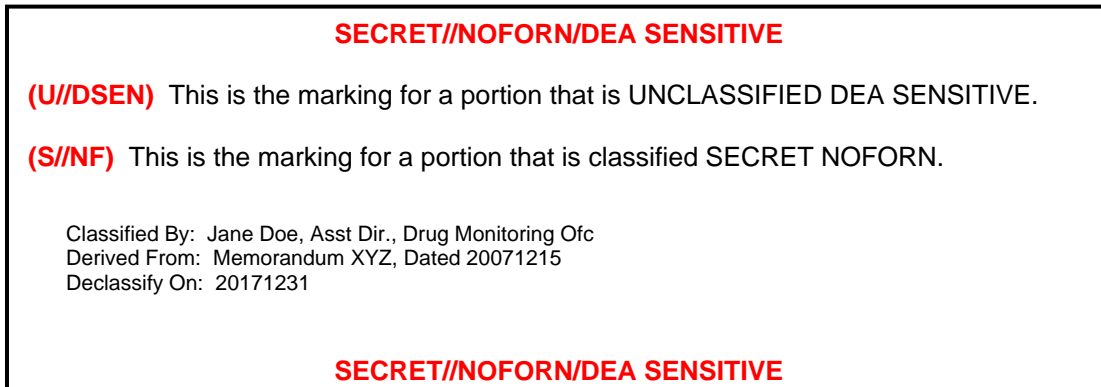 SECRET//NOFORN/DEA SENSITIVE
(U//DSEN) This is the marking for a portion that is UNCLASSIFIED DEA SENSITIVE.
(S//NF) This is the marking for a portion that is classified SECRET NOFORN.
Classified By: Jane Doe, Asst Dir., Drug Monitoring Ofc
Derived From: Memorandum XYZ, Dated 20071215
Declassify On: 20171231
SECRET//NOFORN/DEA SENSITIVE